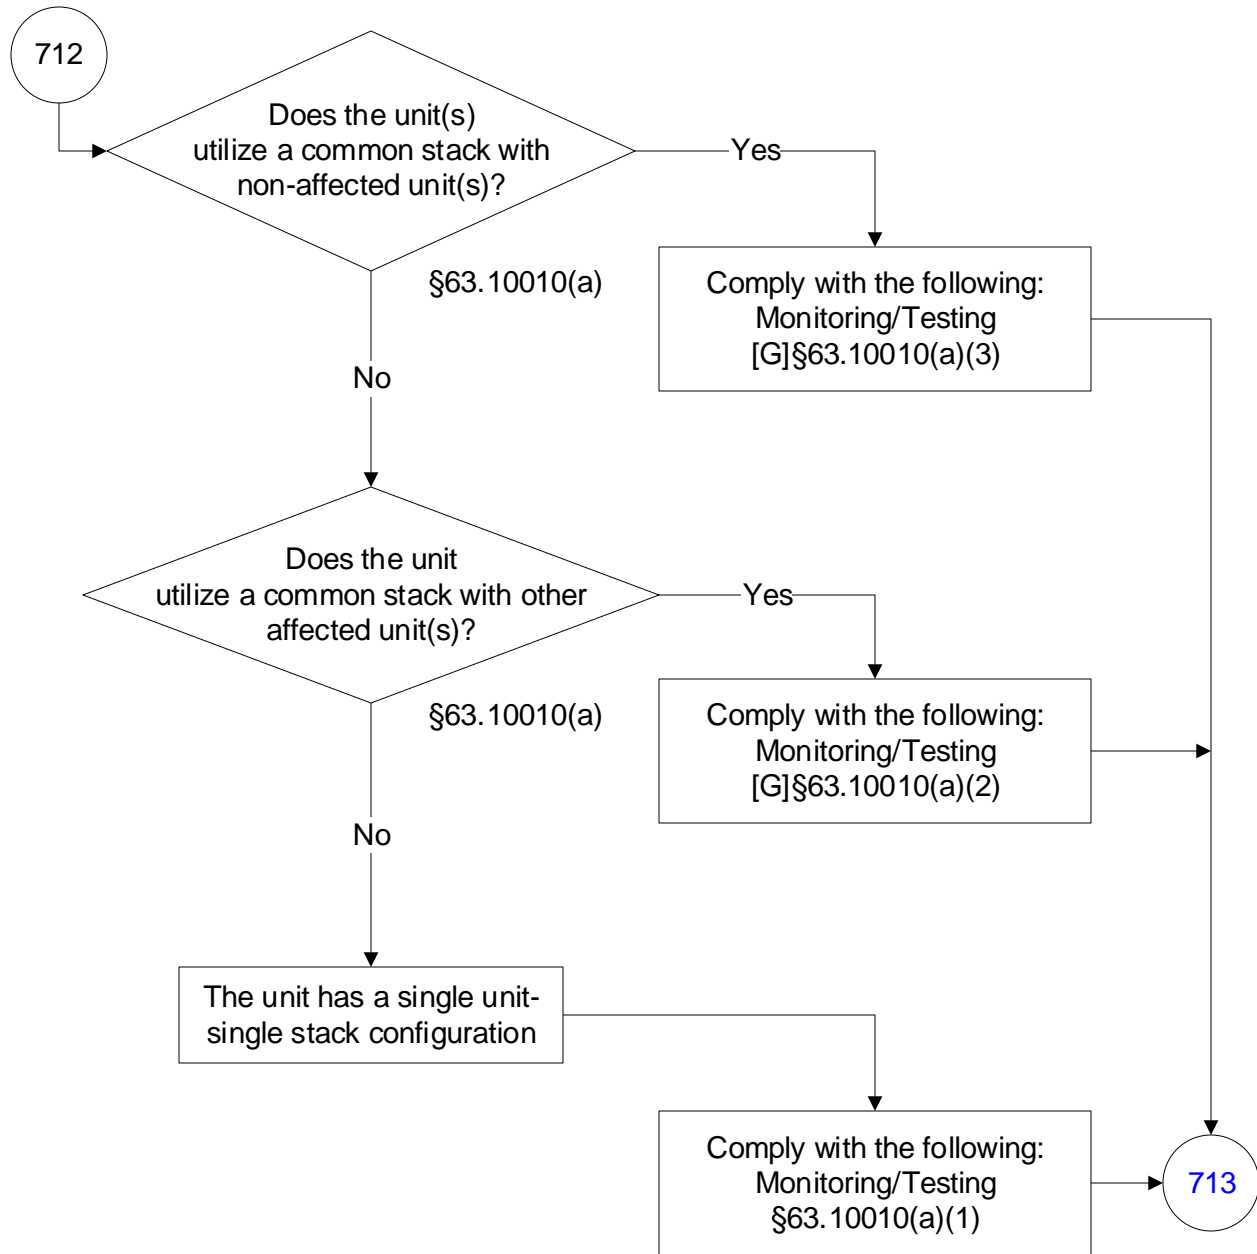 712
Does the unit(s)
utilize a common stack with
non-affected unit(s)?
Yes
§63.10010(a)
Comply with the following:
Monitoring/Testing
[G]§63.10010(a)(3)
No
Does the unit
utilize a common stack with other
affected unit(s)?
Yes
§63.10010(a)
Comply with the following:
Monitoring/Testing
[G]§63.10010(a)(2)
No
The unit has a single unit-
single stack configuration
Comply with the following:
Monitoring/Testing
§63.10010(a)(1)
713